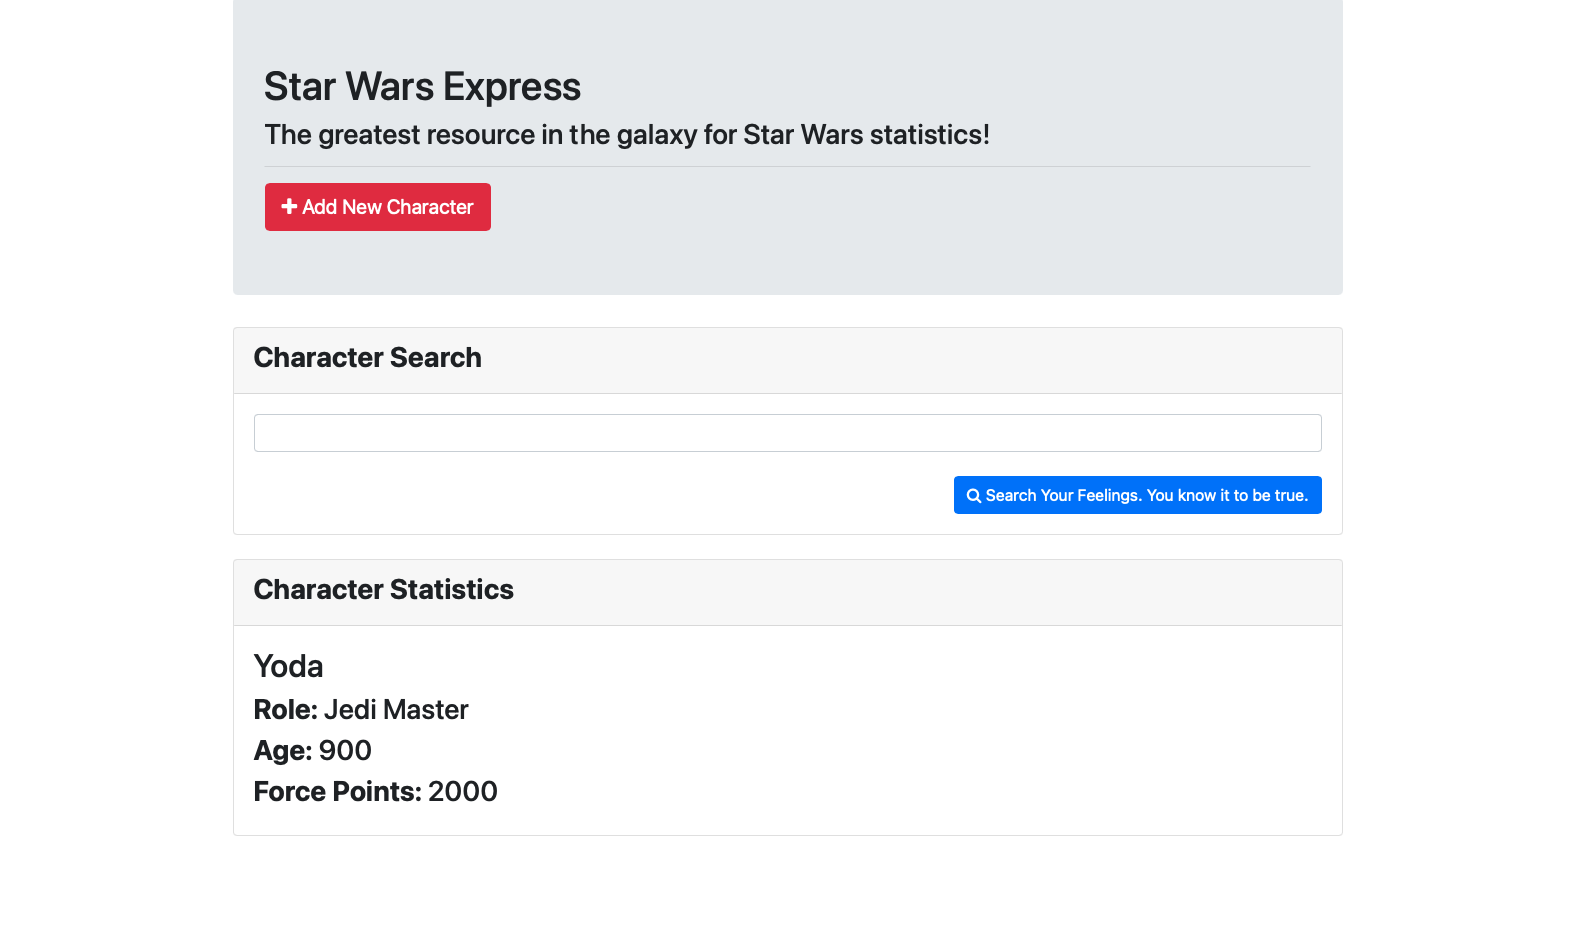 Star Wars Express
The greatest resource in the galaxy for Star Wars statistics!
Add New Character
Character Search
Search Your Feelings. You know it to be true.
Character Statistics
Yoda
Role: Jedi Master
Age: 900
Force Points: 2000